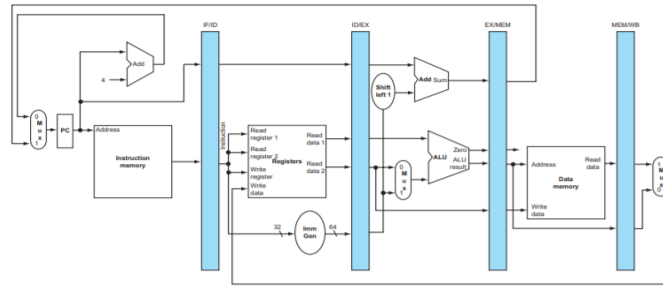 IF/ID
ID/EX
EX/MEM
MEM/WB
Add
4
0
M
u
x
1
PC
Address
Instruction
memory
Instruction
Read
register 1
Read
register 2
Write
register
Write
data
Read
data 1
Read
data 2
Registers
32
Imm
Gen
64
Shift
left 1
Add Sum
0
M
u
x
1
ALU
Zero
ALU
result
Address
Read
data
Data
memory
Write
data
1
M
u
x
0